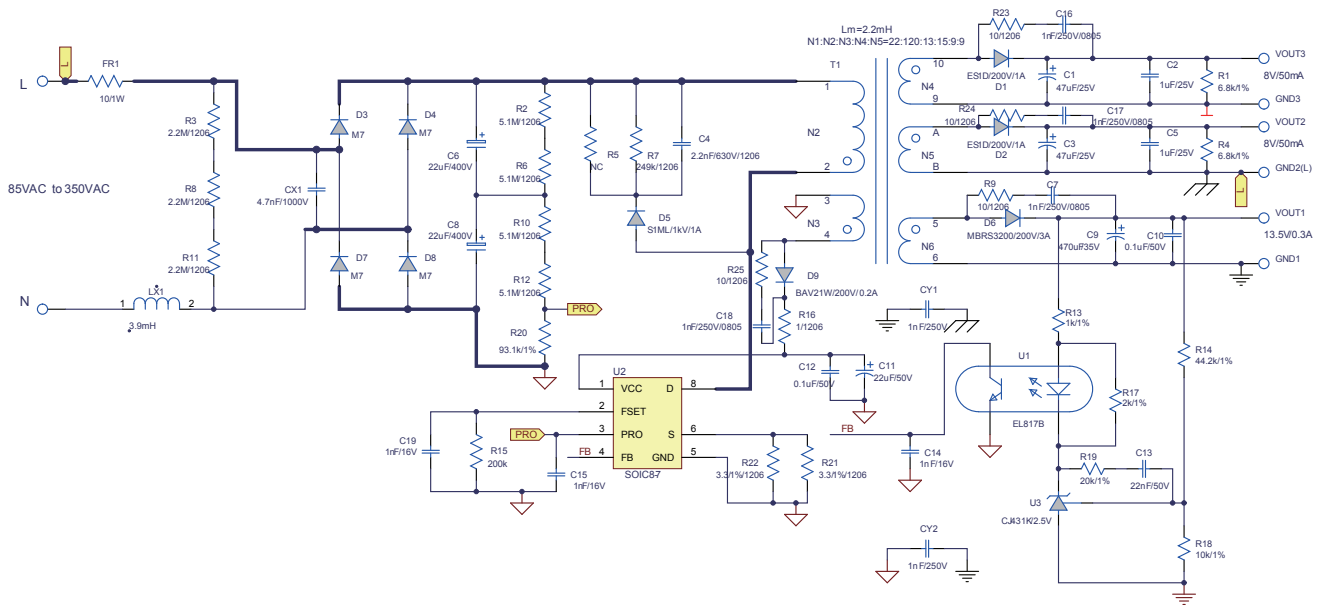 Lm=2.2mH
N1:N2:N3:N4:N5=22:120:13:15:9:9
L
L
FR1
10/1W
R3
2.2M/1206
R8
2.2M/1206
R11
2.2M/1206
85VAC to 350VAC
N
1
LX1
2
3.9mH
CX1
4.7nF/1000V
D3
M7
D4
M7
D7
M7
D8
M7
C6
22uF/400V
C8
22uF/400V
R2
5.1M/1206
R6
5.1M/1206
R10
5.1M/1206
R12
5.1M/1206
PRO
R20
93.1k/1%
R5
NC
R7
249k/1206
C4
2.2nF/630V/1206
D5
S1ML/1kV/1A
T1
1
N2
2
3
N3
4
10
N4
9
A
N5
B
5
N6
6
R23
10/1206
C16
1nF/250V/0805
ES1D/200V/1A
D1
C1
47uF/25V
C2
1uF/25V
R1
6.8k/1%
VOUT3
8V/50mA
GND3
R24
10/1206
C17
1nF/250V/0805
ES1D/200V/1A
D2
C3
47uF/25V
C5
1uF/25V
R4
6.8k/1%
VOUT2
8V/50mA
GND2(L)
L
R9
10/1206
C7
1nF/250V/0805
D6
MBRS3200/200V/3A
C9
470uF/35V
C10
0.1uF/50V
VOUT1
13.5V/0.3A
GND1
R25
10/1206
D9
BAV21W/200V/0.2A
C18
1nF/250V/0805
R16
1/1206
CY1
1nF/250V
C12
0.1uF/50V
C11
22uF/50V
U2
1
VCC
D
8
2
FSET
3
PRO
S
6
4
FB
GND
5
SOIC8-7
PRO
FB
C19
1nF/16V
R15
200k
C15
1nF/16V
R22
3.3/1%/1206
R21
3.3/1%/1206
FB
C14
1nF/16V
U1
EL817B
R13
1k/1%
R17
2k/1%
R14
44.2k/1%
R19
20k/1%
C13
22nF/50V
U3
CJ431K/2.5V
R18
10k/1%
CY2
1nF/250V